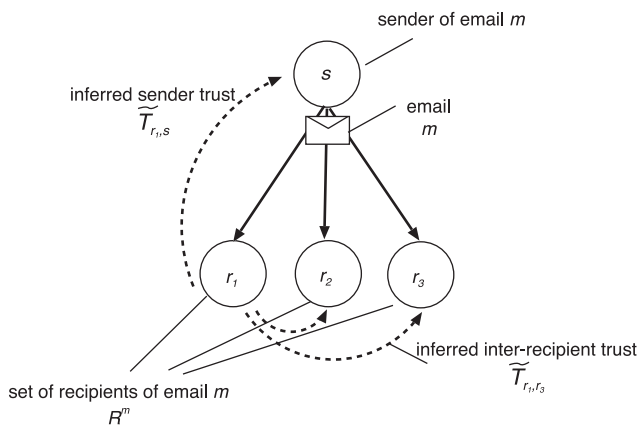 sender of email m
s
inferred sender trust
T̃r₁,s
email
m
r₁
r₂
r₃
inferred inter-recipient trust
T̃r₁,r₃
set of recipients of email m
Rᵐ